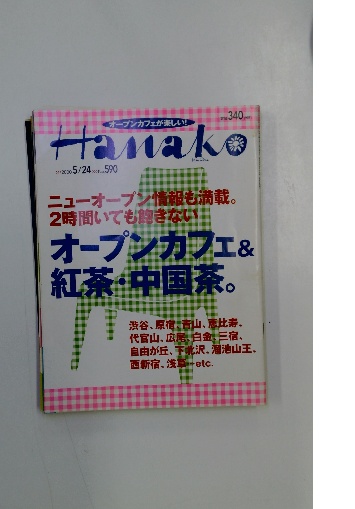 オープンカフェが楽しい!
340
Hanako
2000 5/24 590
ニューオープン情報も満載。
2時間いても飽きない
オープンカフェ&
紅茶・中国茶。
渋谷、原宿、青山、恵比寿、
代官山、広尾、白金、三宿、
自由が丘、下北沢、溜池山王、
西新宿、浅草…etc.